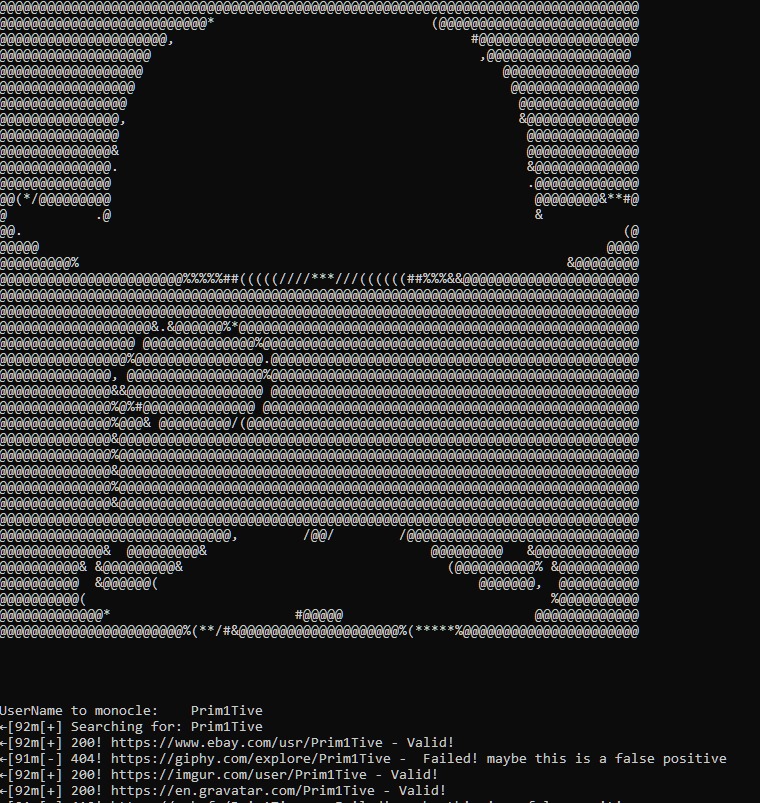 UserName to monocle:    Prim1Tive
←[92m[+] Searching for: Prim1Tive
←[92m[+] 200! https://www.ebay.com/usr/Prim1Tive - Valid!
←[91m[-] 404! https://giphy.com/explore/Prim1Tive -  Failed! maybe this is a false positive
←[92m[+] 200! https://imgur.com/user/Prim1Tive - Valid!
←[92m[+] 200! https://en.gravatar.com/Prim1Tive - Valid!